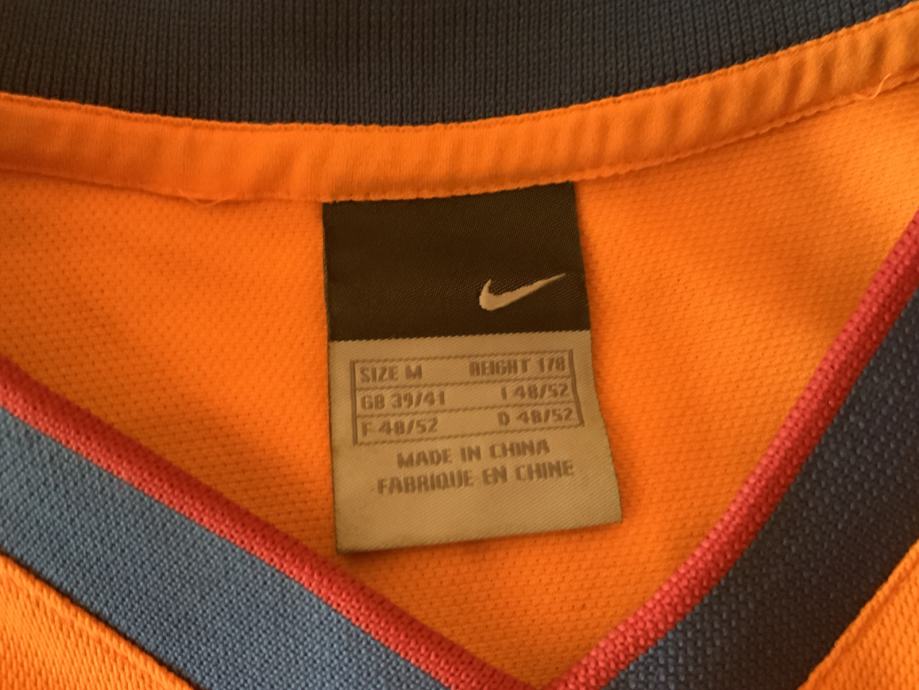 SIZE M HEIGHT 178
GB 39/41 I 48/52
F 48/52 D 48/52
MADE IN CHINA
FABRIQUE EN CHINE